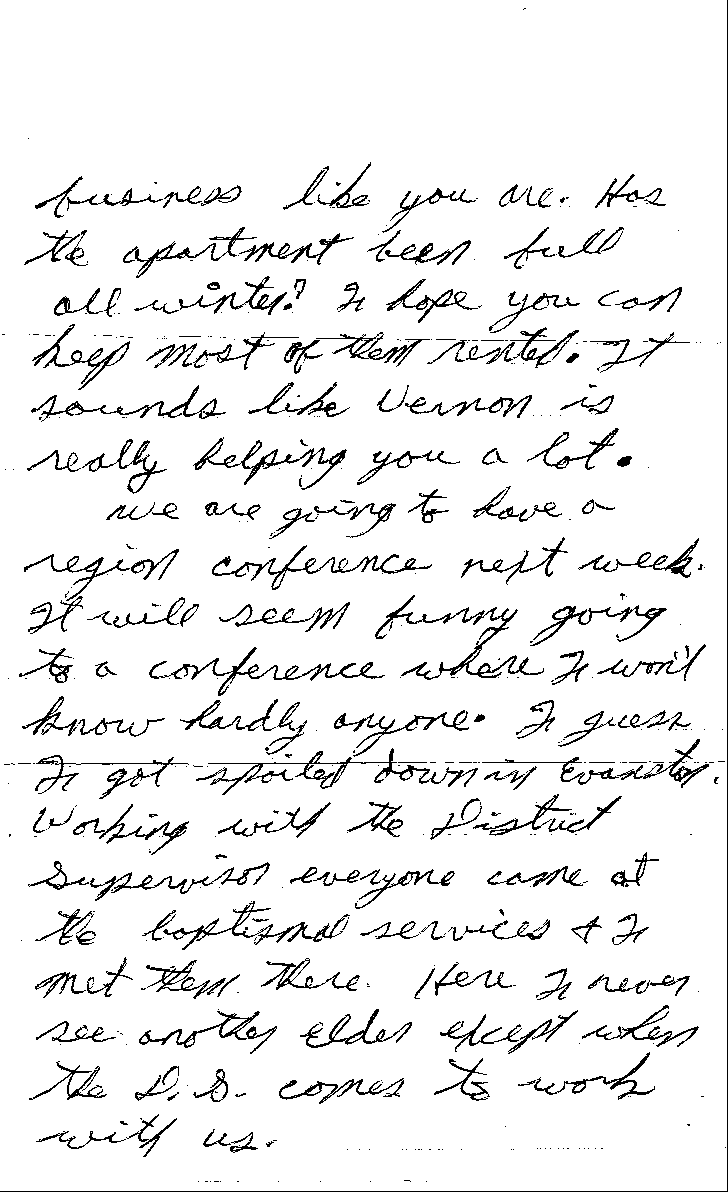 business like you are. Has
the apartment been full
all winter? I hope you can
keep most of them rented. It
sounds like Vernon is
really helping you a lot.
We are going to have a
region conference next week.
It will seem funny going
to a conference where I won't
know hardly anyone. I guess
I got spoiled down in Evanston.
Working with the District
Supervisor everyone came at
the baptismal services & I
met them there. Here I never
see another elder except when
the D.S. comes to work
with us.